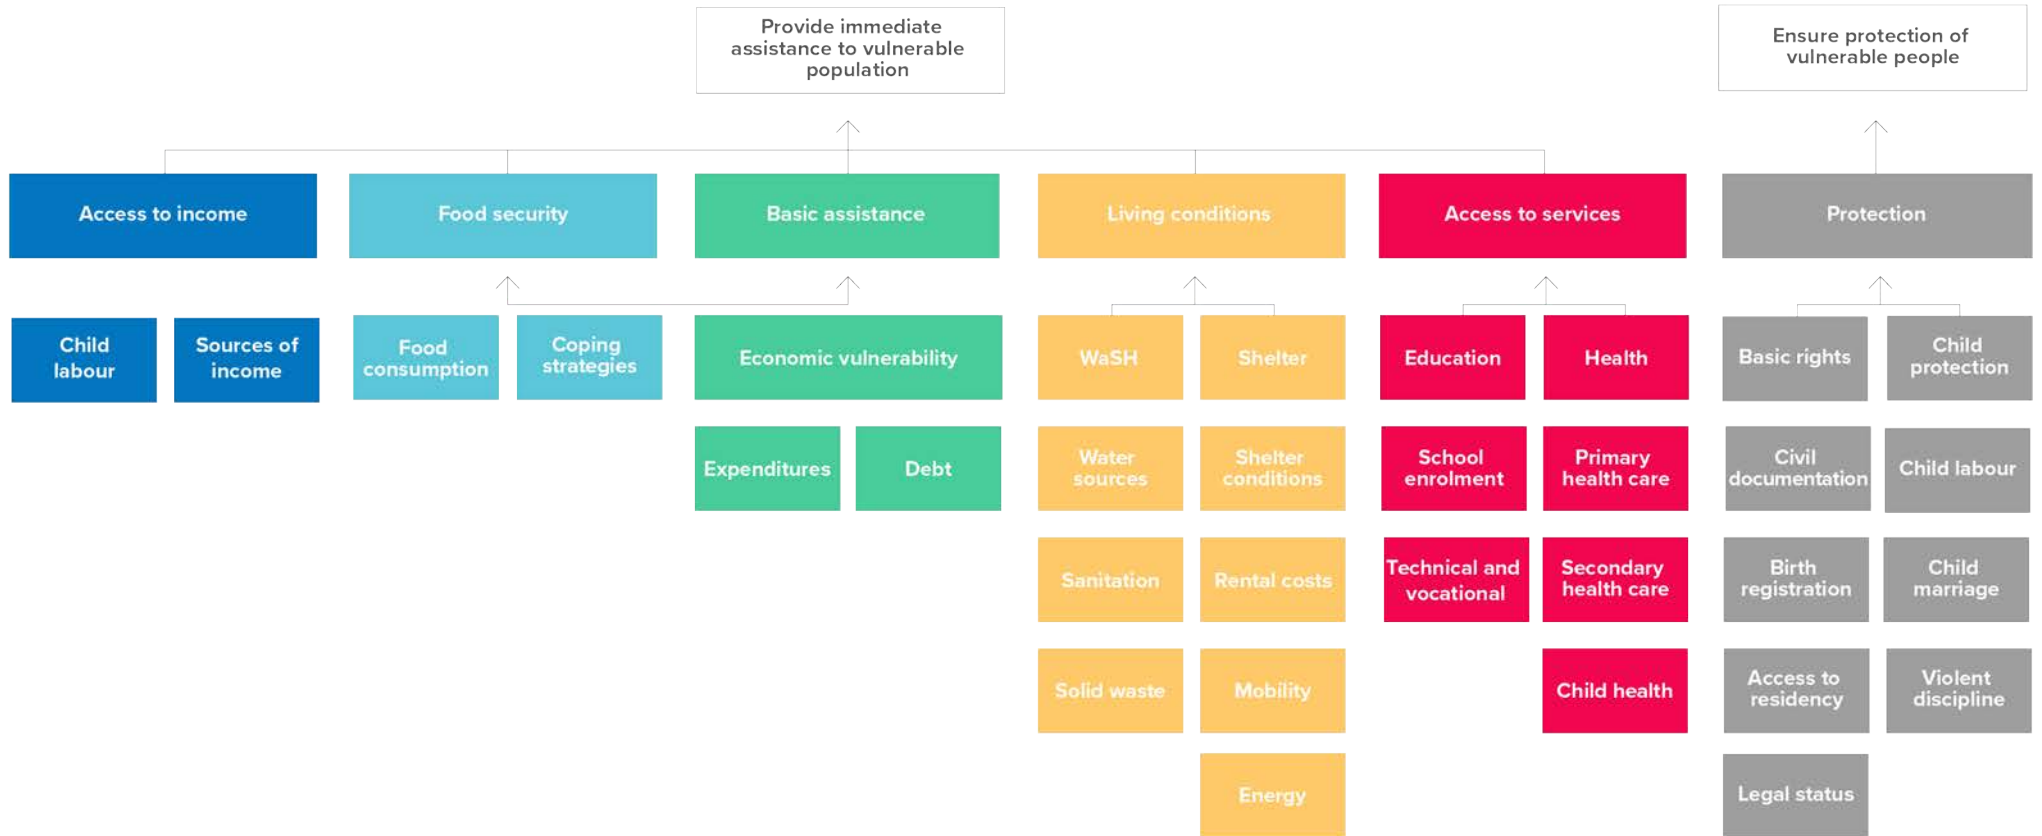 Provide immediate
assistance to vulnerable
population
Ensure protection of
vulnerable people
Access to income
Food security
Basic assistance
Living conditions
Access to services
Protection
Child
labour
Sources of
income
Food
consumption
Coping
strategies
Economic vulnerability
WaSH
Shelter
Education
Health
Basic rights
Child
protection
Expenditures
Debt
Water
sources
Shelter
conditions
School
enrolment
Primary
health care
Civil
documentation
Child labour
Sanitation
Rental costs
Technical and
vocational
Secondary
health care
Birth
registration
Child
marriage
Solid waste
Mobility
Child health
Access to
residency
Violent
discipline
Energy
Legal status